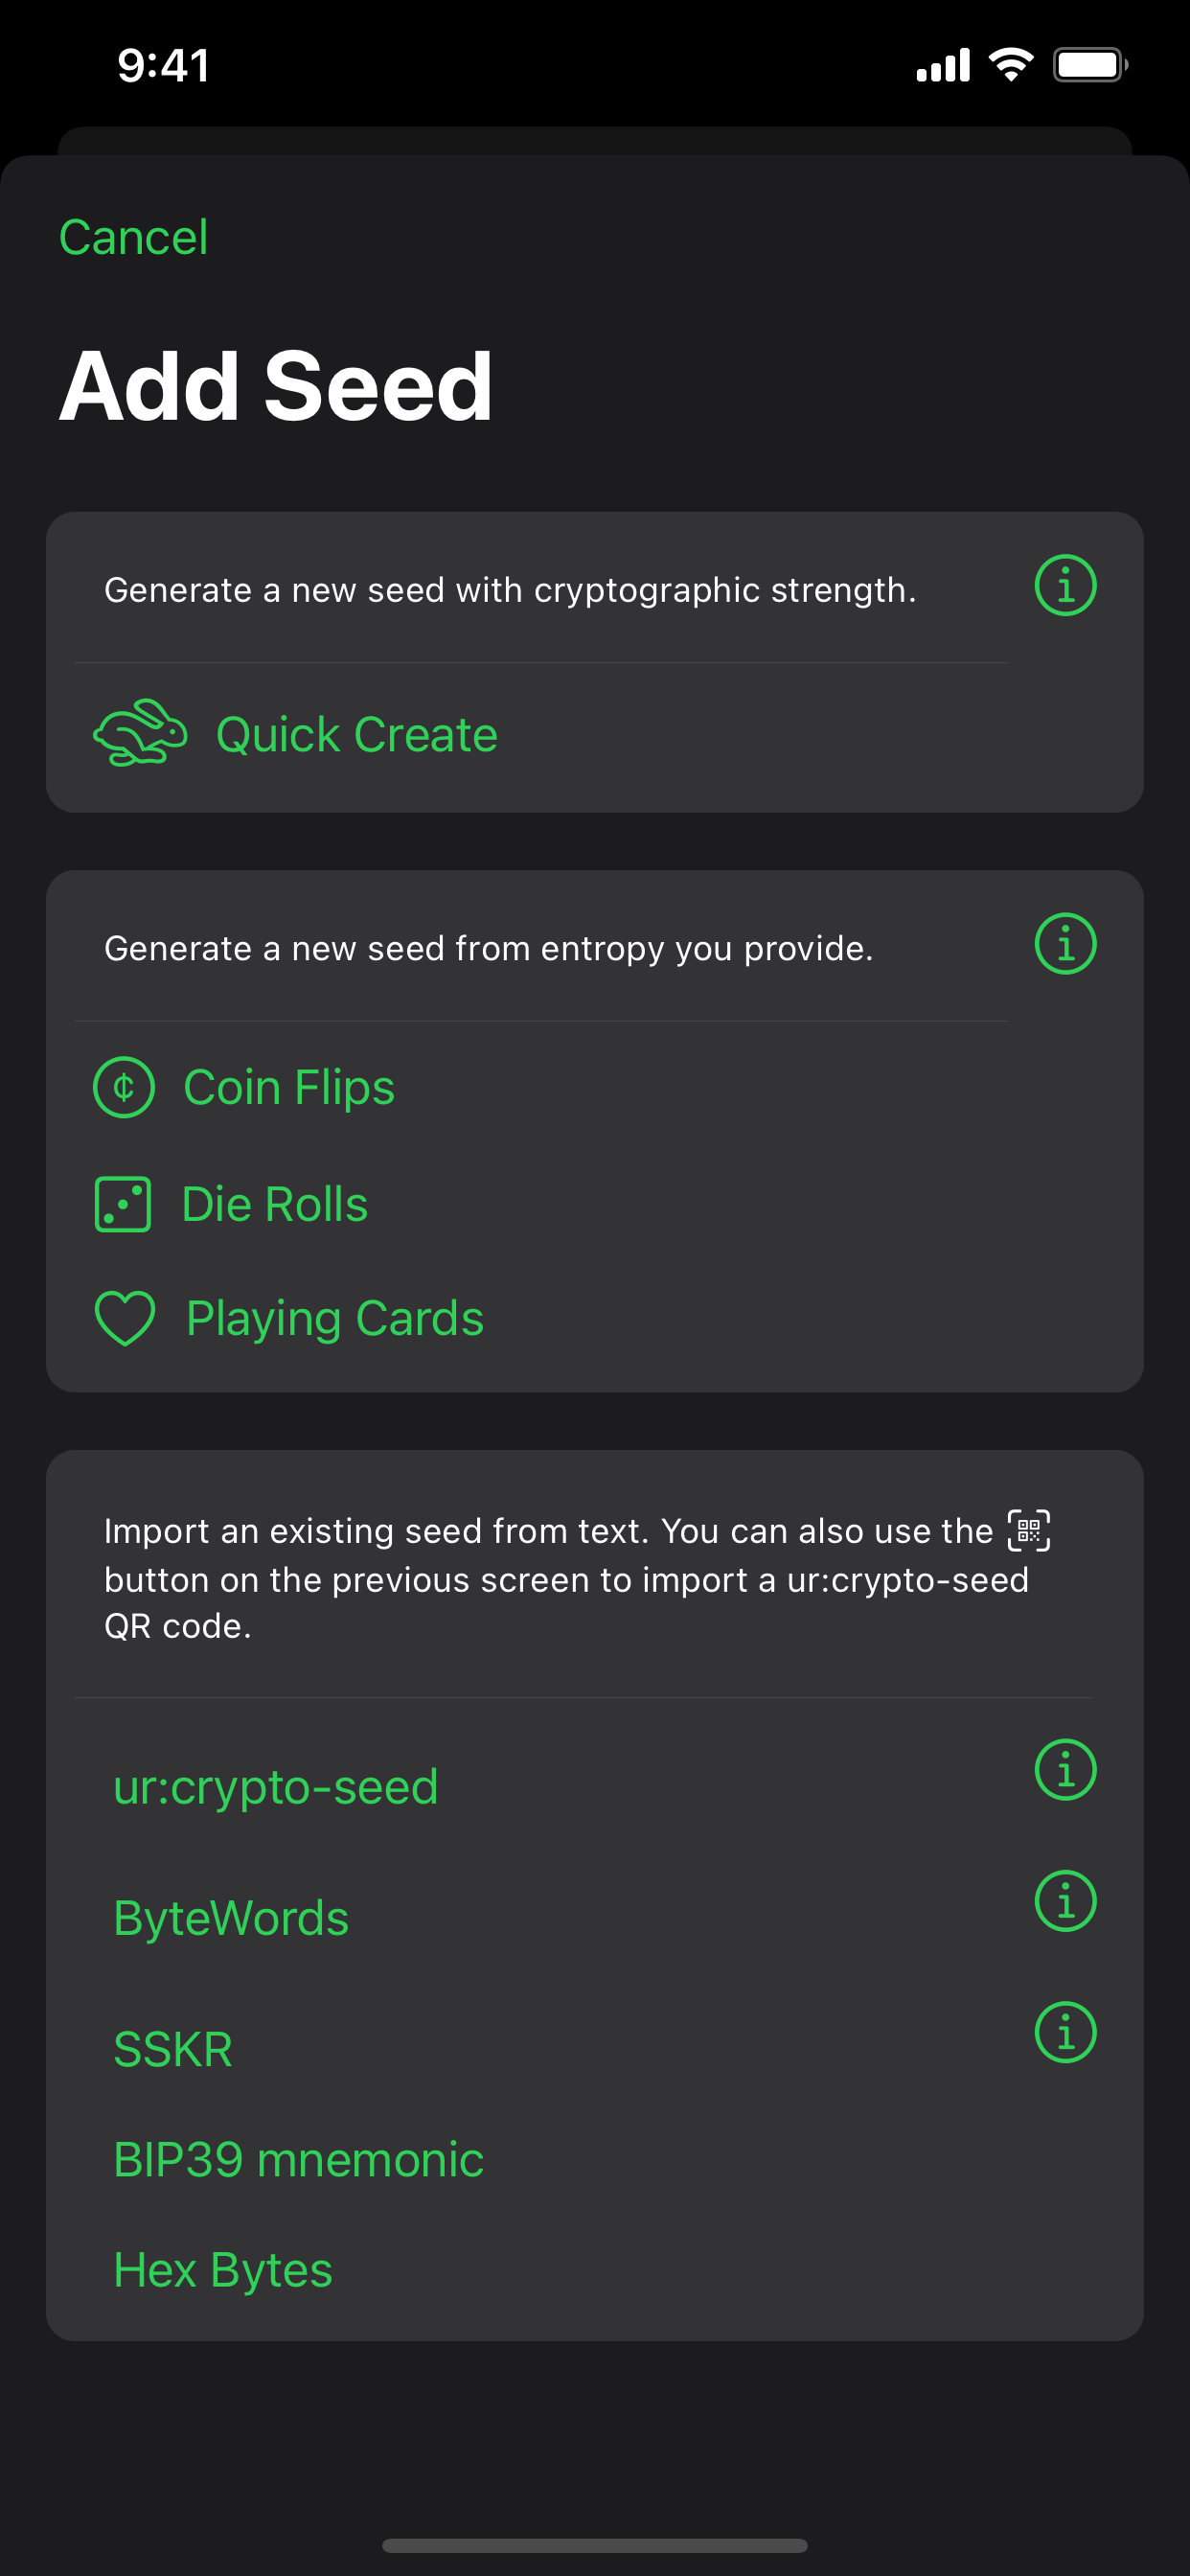 9:41
Cancel
Add Seed
Generate a new seed with cryptographic strength.
Quick Create
Generate a new seed from entropy you provide.
¢ Coin Flips
Die Rolls
Playing Cards
Import an existing seed from text. You can also use the
button on the previous screen to import a ur:crypto-seed
QR code.
ur:crypto-seed
ByteWords
SSKR
BIP39 mnemonic
Hex Bytes